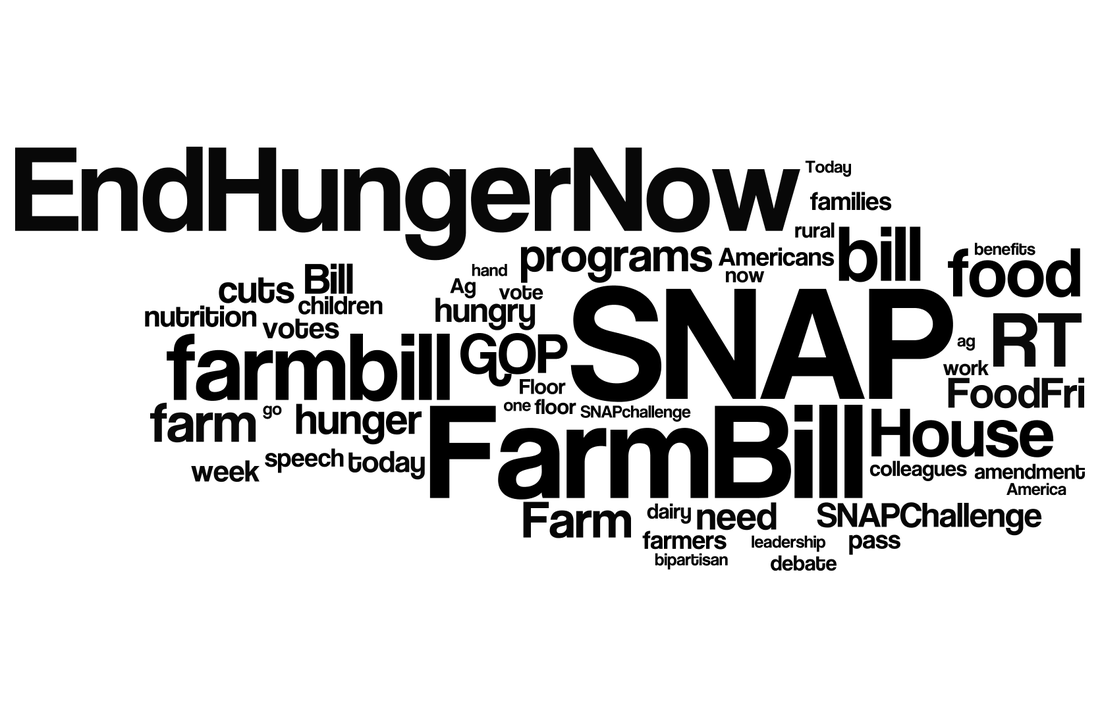 EndHungerNow
Today
families
rural
programs
Americans
bill
benefits
food
now
hand
cuts
Bill
Ag
vote
children
hungry
nutrition
votes
SNAP
RT
farmbill
GOP
ag
work
Floor
FoodFri
one
floor
SNAPchallenge
farm
go
hunger
FarmBill
House
week
speech
today
colleagues
amendment
America
Farm
dairy
need
SNAPChallenge
farmers
leadership
pass
bipartisan
debate